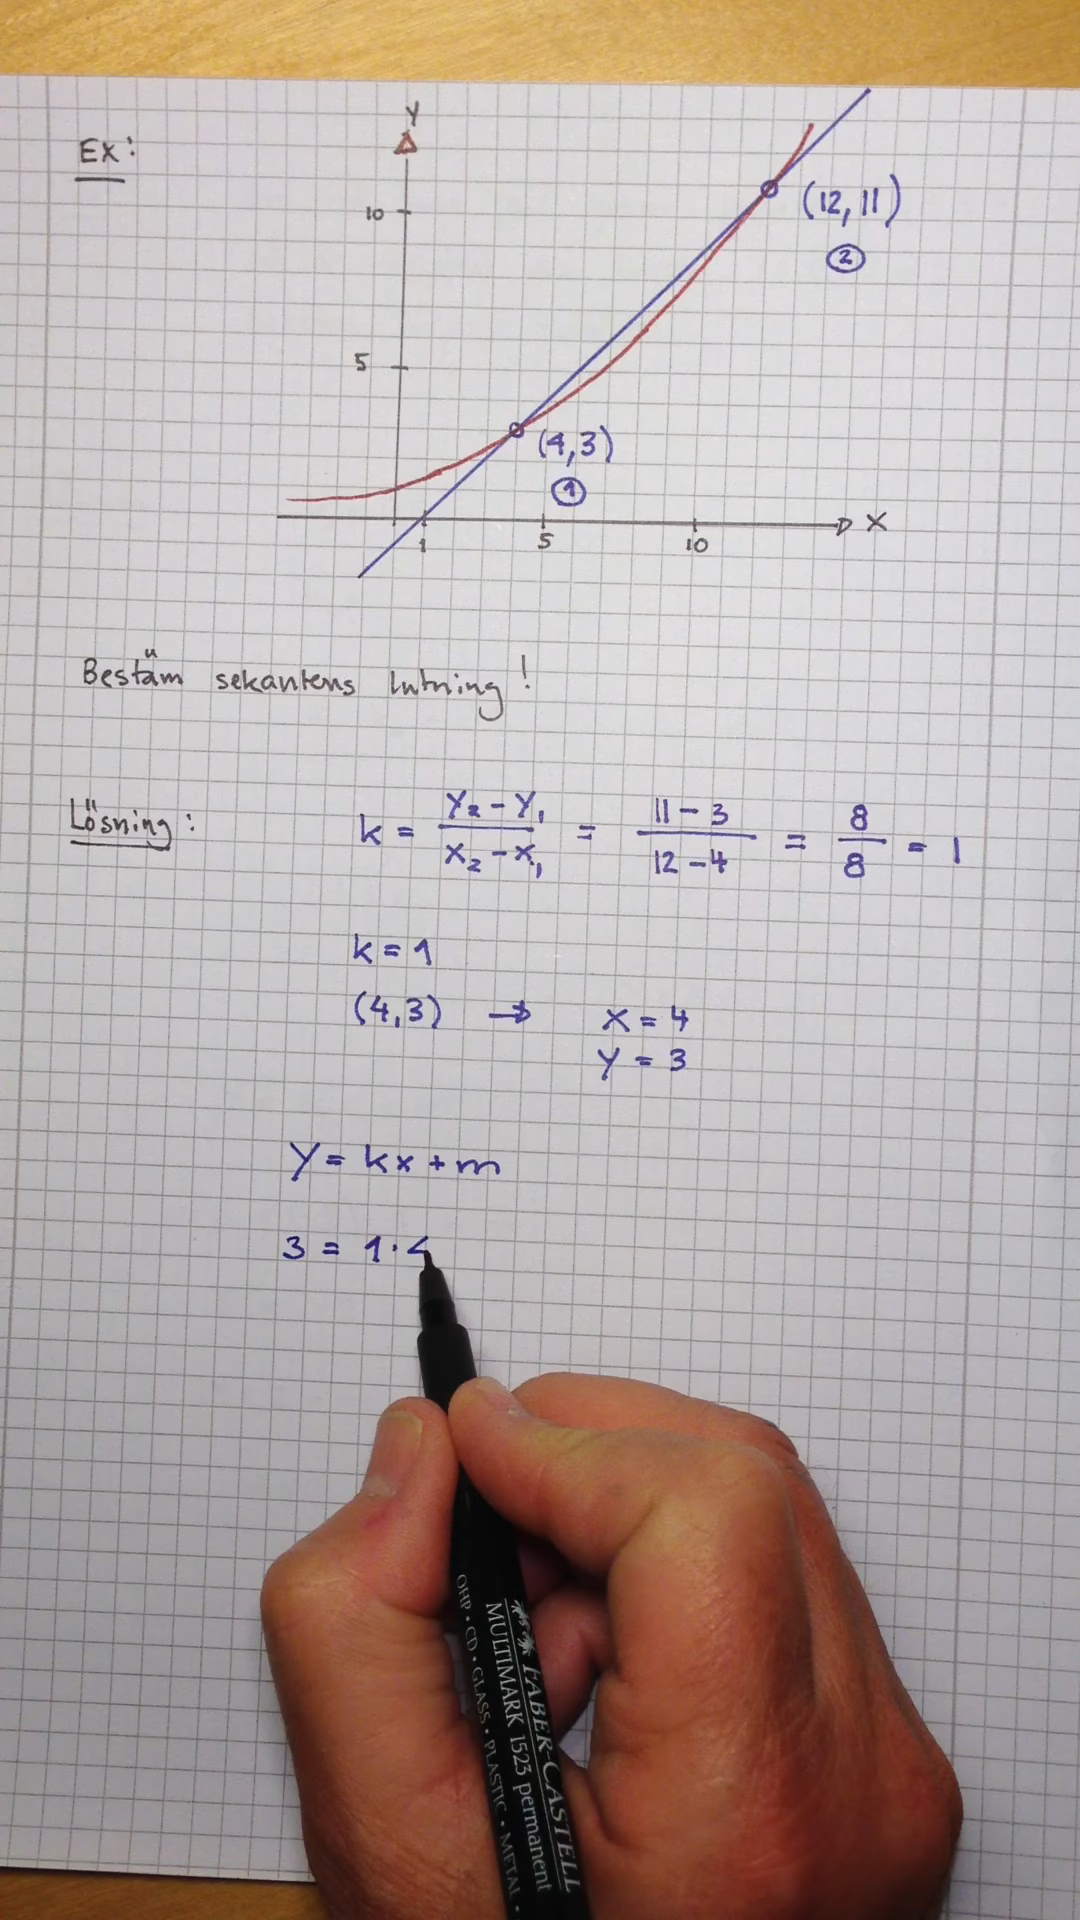 EX:
Y
10
(12, 11)
2
5
(4,3)
1
X
1 5 10
Bestäm sekantens lutning!
Lösning: k = Y₂ - Y₁ / X₂ - X₁ = 11 - 3 / 12 - 4 = 8 / 8 = 1
k = 1
(4,3) → X = 4
Y = 3
Y = kx + m
3 = 1 · 4
FABER-CASTELL
MULTIMARK 1523 permanent
OHP • CD • GLASS • PLASTIC • METAL •